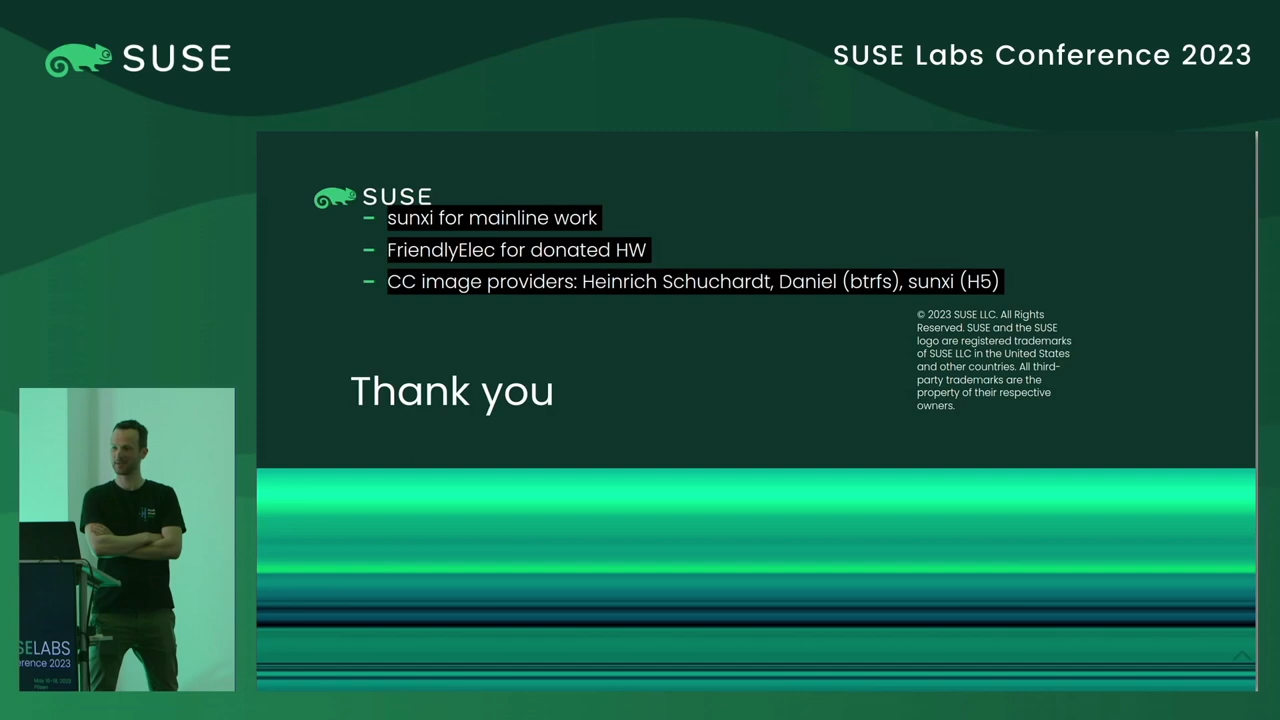 SUSE
SUSE Labs Conference 2023
SUSE
– sunxi for mainline work
– FriendlyElec for donated HW
– CC image providers: Heinrich Schuchardt, Daniel (btrfs), sunxi (H5)
© 2023 SUSE LLC. All Rights
Reserved. SUSE and the SUSE
logo are registered trademarks
of SUSE LLC in the United States
and other countries. All third-
party trademarks are the
property of their respective
owners.
Thank you
SELABS
erence 2023